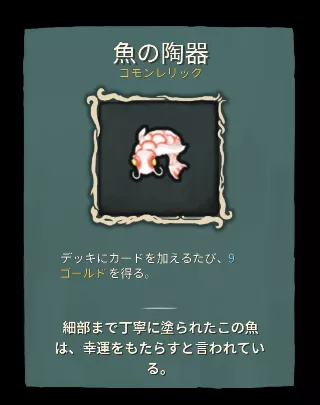 魚の陶器
コモンレリック
デッキにカードを加えるたび、9
ゴールドを得る。
細部まで丁寧に塗られたこの魚
は、幸運をもたらすと言われてい
る。